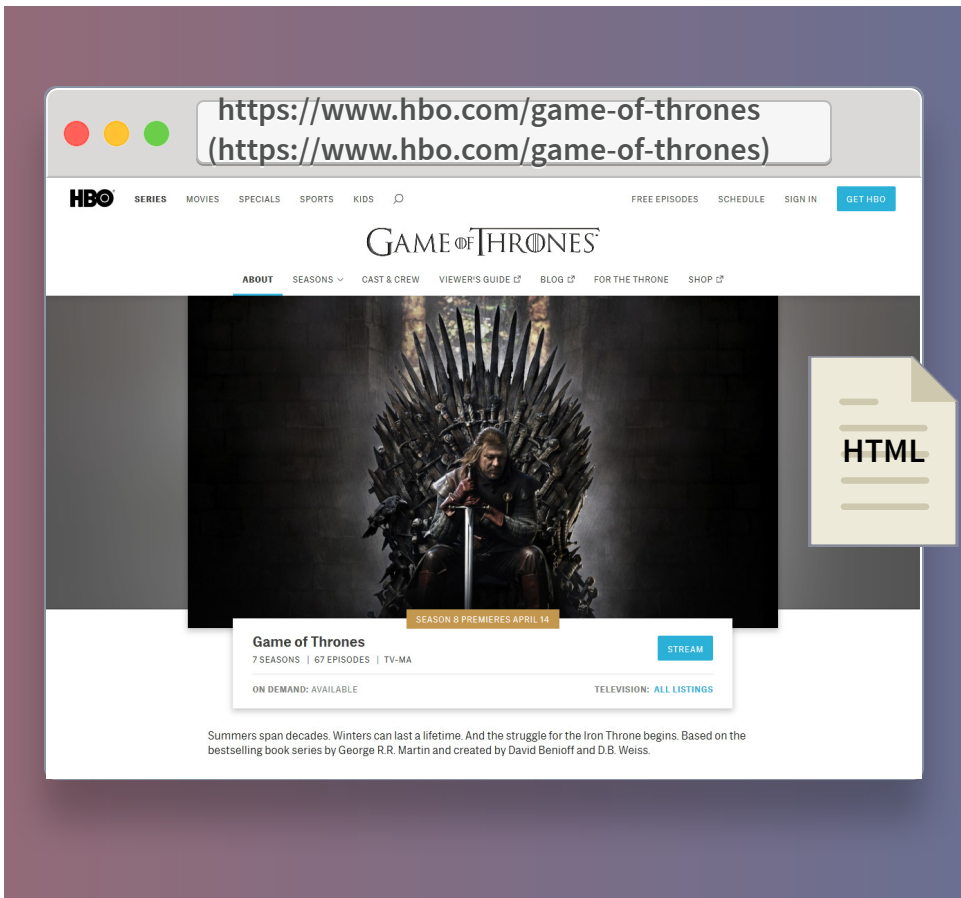 https://www.hbo.com/game-of-thrones
(https://www.hbo.com/game-of-thrones)
HBO SERIES MOVIES SPECIALS SPORTS KIDS FREE EPISODES SCHEDULE SIGN IN GET HBO
GAME OF THRONES
ABOUT SEASONS CAST & CREW VIEWER'S GUIDE BLOG FOR THE THRONE SHOP
HTML
SEASON 8 PREMIERES APRIL 14
Game of Thrones
STREAM
7 SEASONS | 67 EPISODES | TV-MA
ON DEMAND: AVAILABLE TELEVISION: ALL LISTINGS
Summers span decades. Winters can last a lifetime. And the struggle for the Iron Throne begins. Based on the
bestselling book series by George R.R. Martin and created by David Benioff and D.B. Weiss.